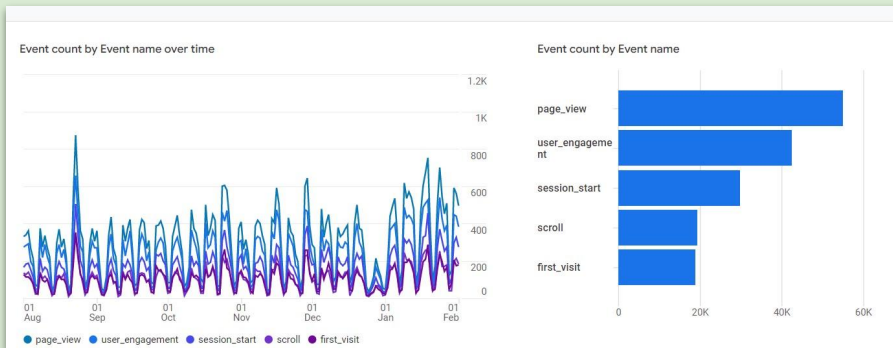 Event count by Event name over time
1.2K
1K
800
600
400
200
0
01 Aug
01 Sep
01 Oct
01 Nov
01 Dec
01 Jan
01 Feb
page_view user_engagement session_start scroll first_visit
Event count by Event name
page_view
user_engageme
nt
session_start
scroll
first_visit
0 20K 40K 60K